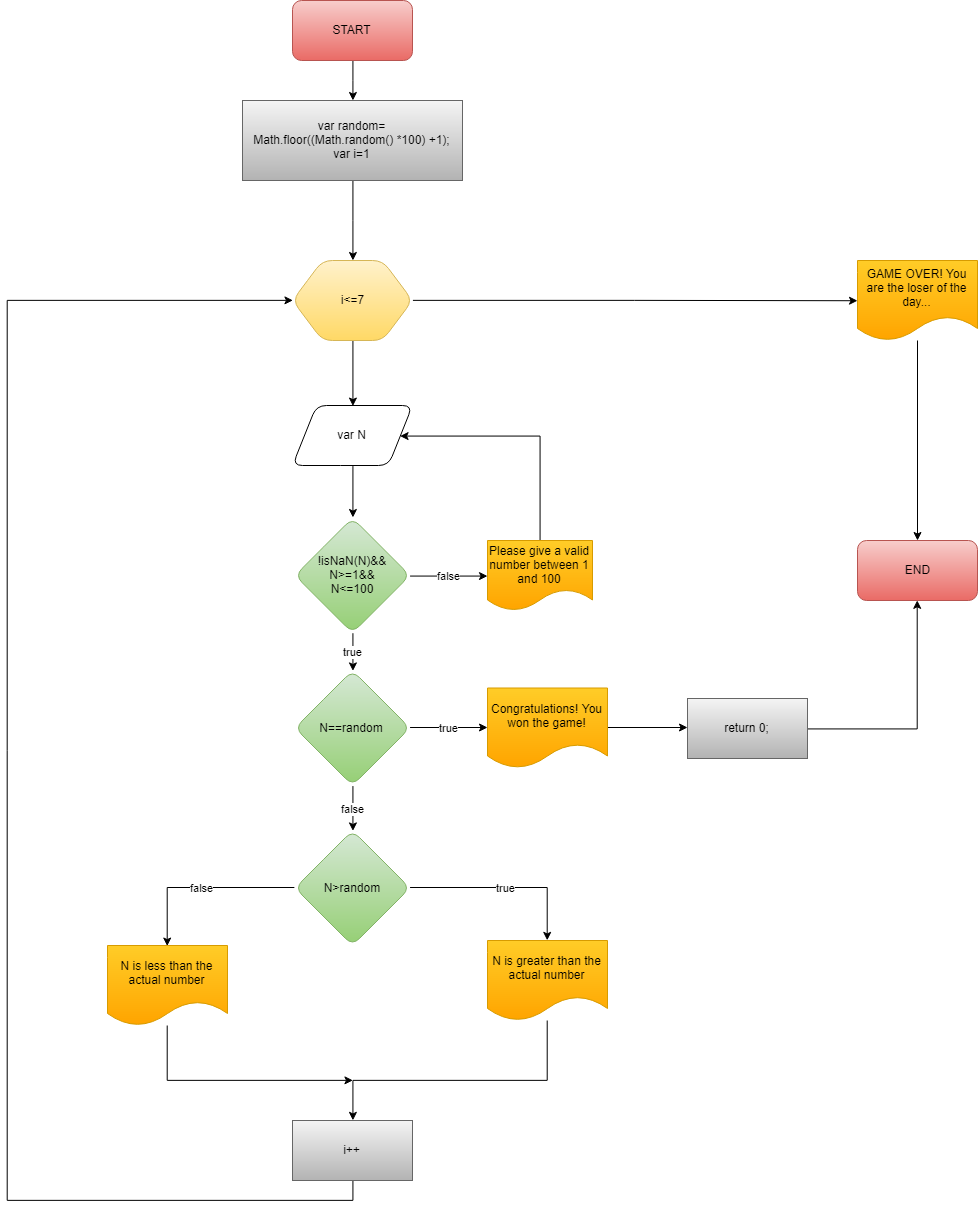 START
var random=
Math.floor((Math.random() *100) +1);
var i=1
i<=7
GAME OVER! You
are the loser of the
day...
var N
!isNaN(N)&&
N>=1&&
N<=100
false
Please give a valid
number between 1
and 100
END
true
N==random
true
Congratulations! You
won the game!
return 0;
false
N>random
false
true
N is less than the
actual number
N is greater than the
actual number
i++